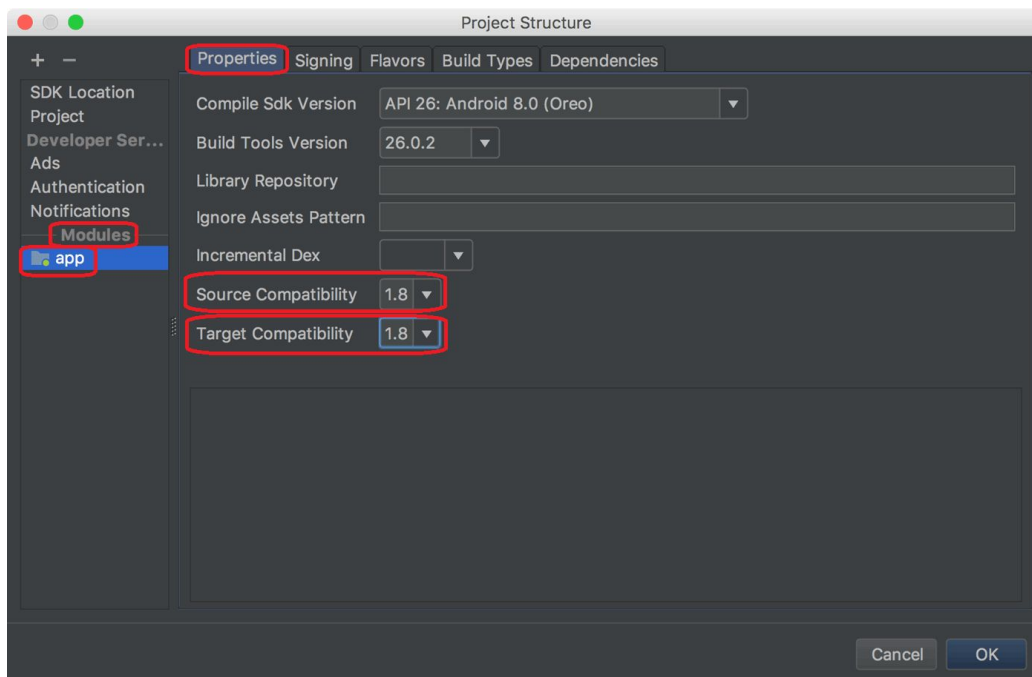 Project Structure
+ −
Properties Signing Flavors Build Types Dependencies
SDK Location
Project
Developer Ser...
Ads
Authentication
Notifications
Modules
app
Compile Sdk Version API 26: Android 8.0 (Oreo)
Build Tools Version 26.0.2
Library Repository
Ignore Assets Pattern
Incremental Dex
Source Compatibility 1.8
Target Compatibility 1.8
Cancel OK